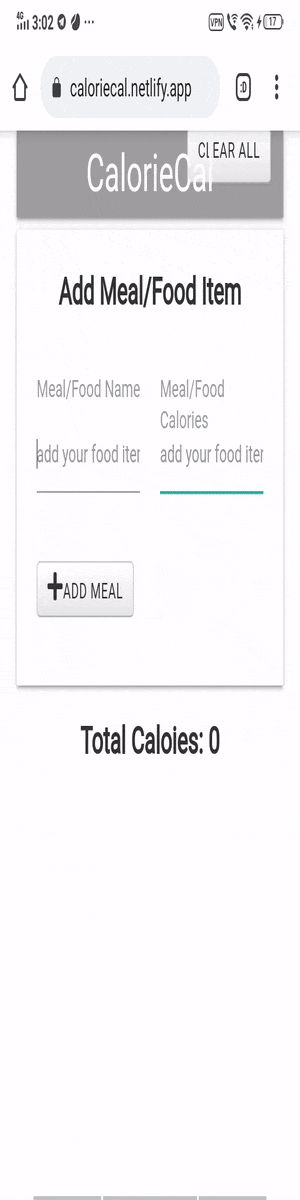 4G 3:02 VPN 17
caloriecal.netlify.app :D
CLEAR ALL
CalorieCal
Add Meal/Food Item
Meal/Food Name Meal/Food
Calories
add your food iter add your food iter
+ADD MEAL
Total Caloies: 0